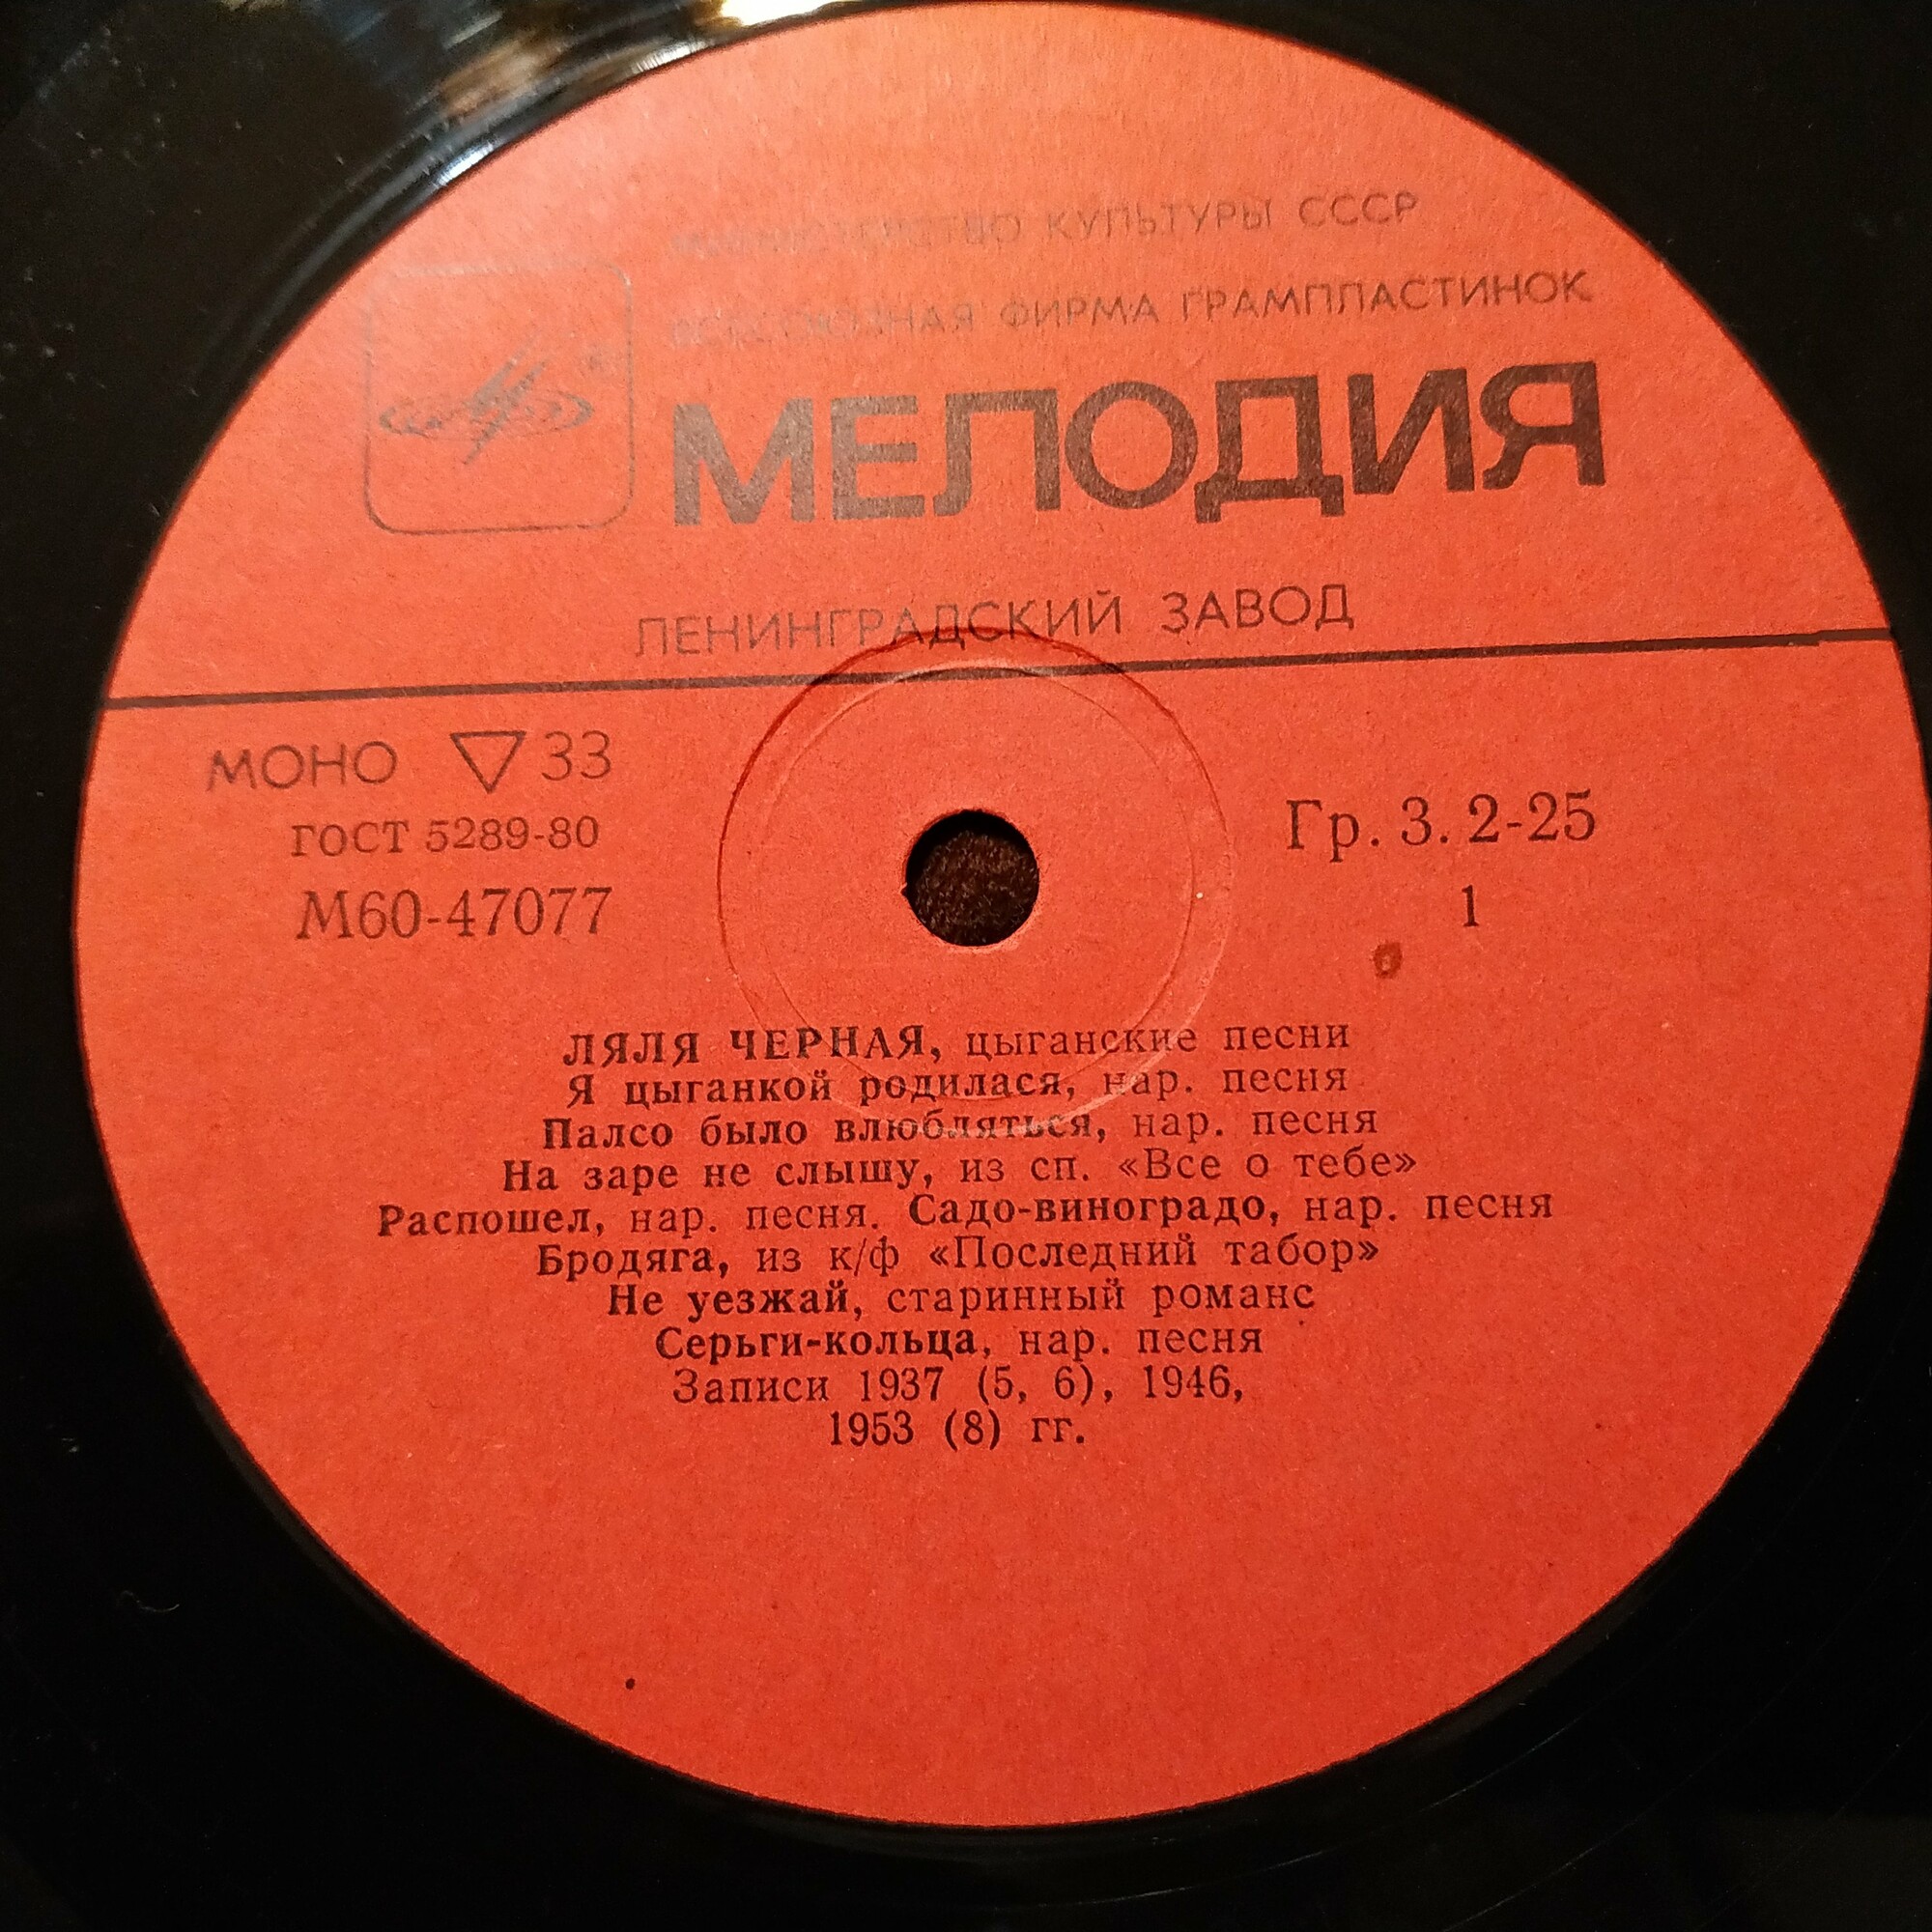 МИНИСТЕРСТВО КУЛЬТУРЫ СССР
ВСЕСОЮЗНАЯ ФИРМА ГРАМПЛАСТИНОК
МЕЛОДИЯ
ЛЕНИНГРАДСКИЙ ЗАВОД
МОНО 33
ГОСТ 5289-80
М60-47077
Гр. 3. 2-25
1
ЛЯЛЯ ЧЕРНАЯ, цыганские песни
Я цыганкой родилася, нар. песня
Палсо было влюбляться, нар. песня
На заре не слышу, из сп. «Все о тебе»
Распошел, нар. песня. Садо-виноградо, нар. песня
Бродяга, из к/ф «Последний табор»
Не уезжай, старинный романс
Серьги-кольца, нар. песня
Записи 1937 (5, 6), 1946,
1953 (8) гг.